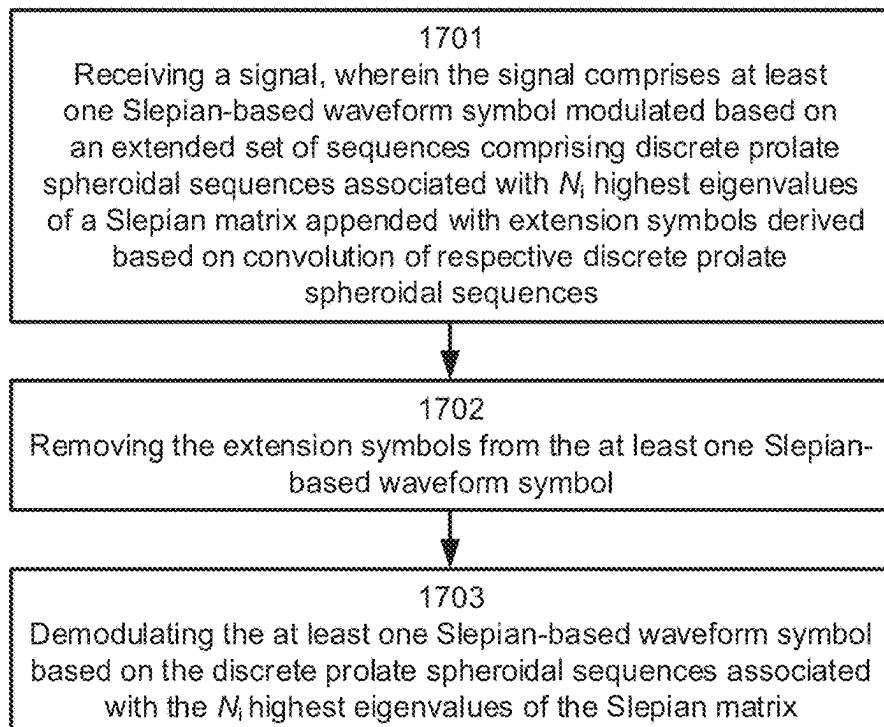 1701
Receiving a signal, wherein the signal comprises at least
one Slepian-based waveform symbol modulated based on
an extended set of sequences comprising discrete prolate
spheroidal sequences associated with Ni highest eigenvalues
of a Slepian matrix appended with extension symbols derived
based on convolution of respective discrete prolate
spheroidal sequences
1702
Removing the extension symbols from the at least one Slepian-
based waveform symbol
1703
Demodulating the at least one Slepian-based waveform symbol
based on the discrete prolate spheroidal sequences associated
with the Ni highest eigenvalues of the Slepian matrix